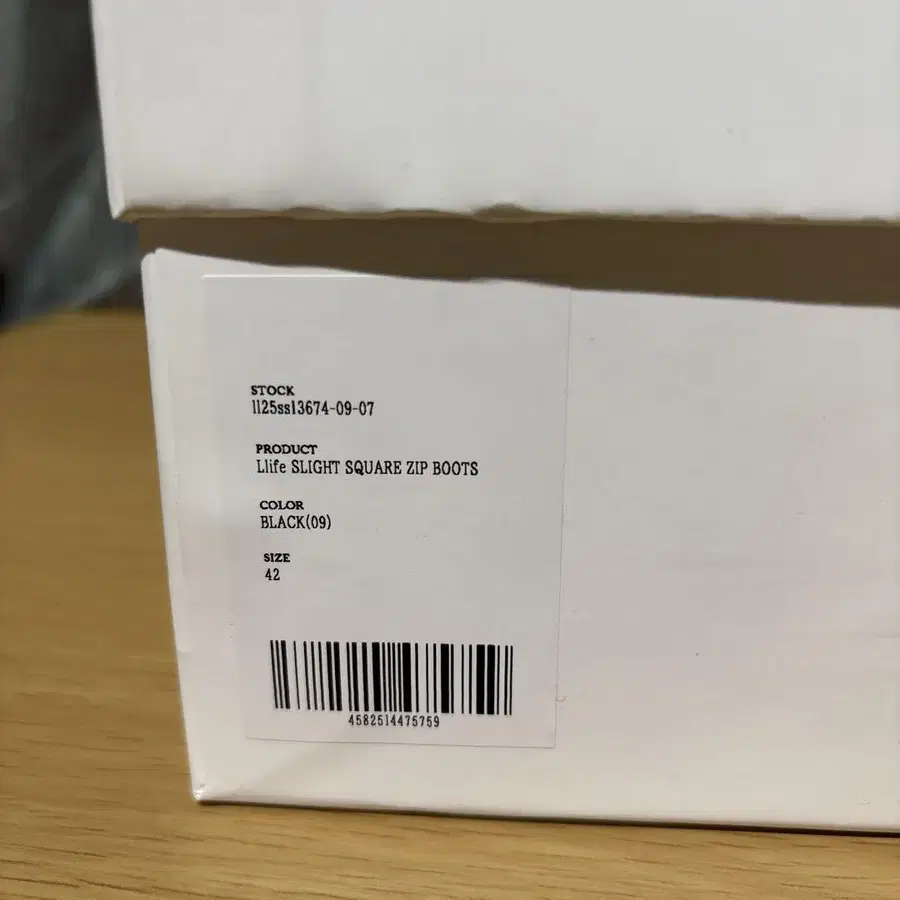 STOCK
ll25ss13674-09-07
PRODUCT
Llife SLIGHT SQUARE ZIP BOOTS
COLOR
BLACK(09)
SIZE
42
4582514475759